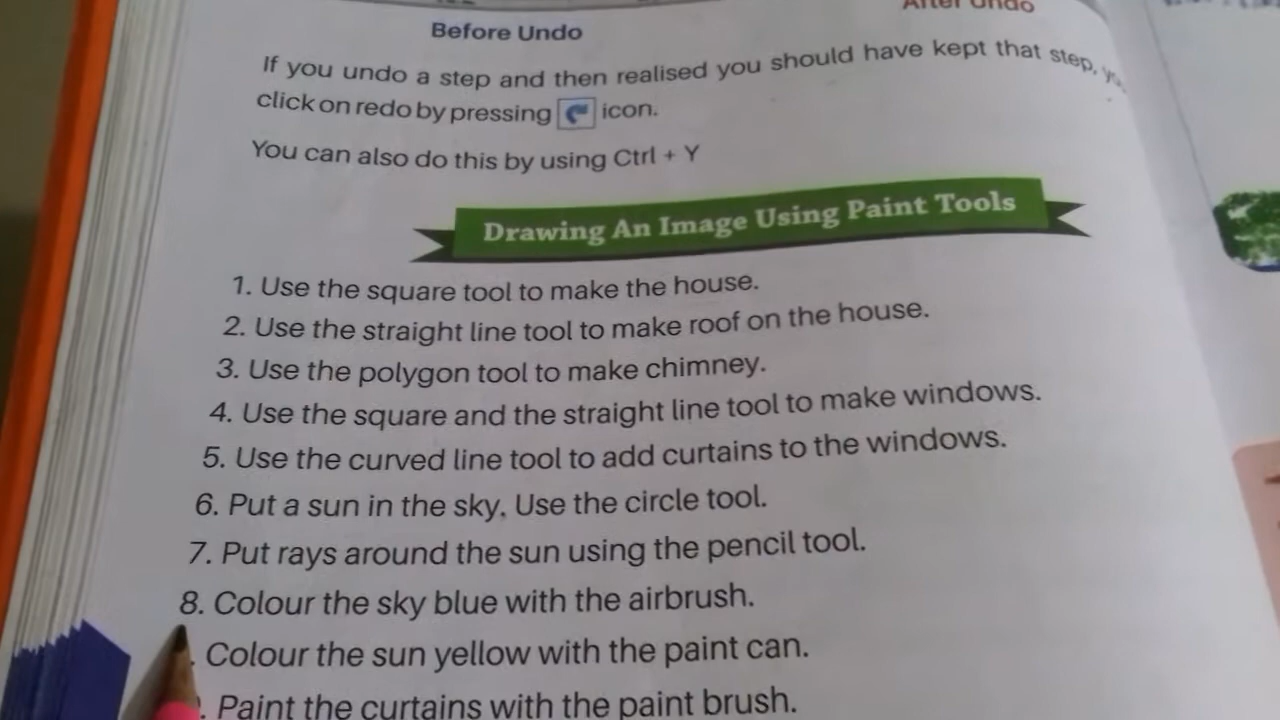 Before Undo
After Undo
If you undo a step and then realised you should have kept that step,
click on redo by pressing icon.
You can also do this by using Ctrl + Y
Drawing An Image Using Paint Tools
1. Use the square tool to make the house.
2. Use the straight line tool to make roof on the house.
3. Use the polygon tool to make chimney.
4. Use the square and the straight line tool to make windows.
5. Use the curved line tool to add curtains to the windows.
6. Put a sun in the sky. Use the circle tool.
7. Put rays around the sun using the pencil tool.
8. Colour the sky blue with the airbrush.
. Colour the sun yellow with the paint can.
. Paint the curtains with the paint brush.